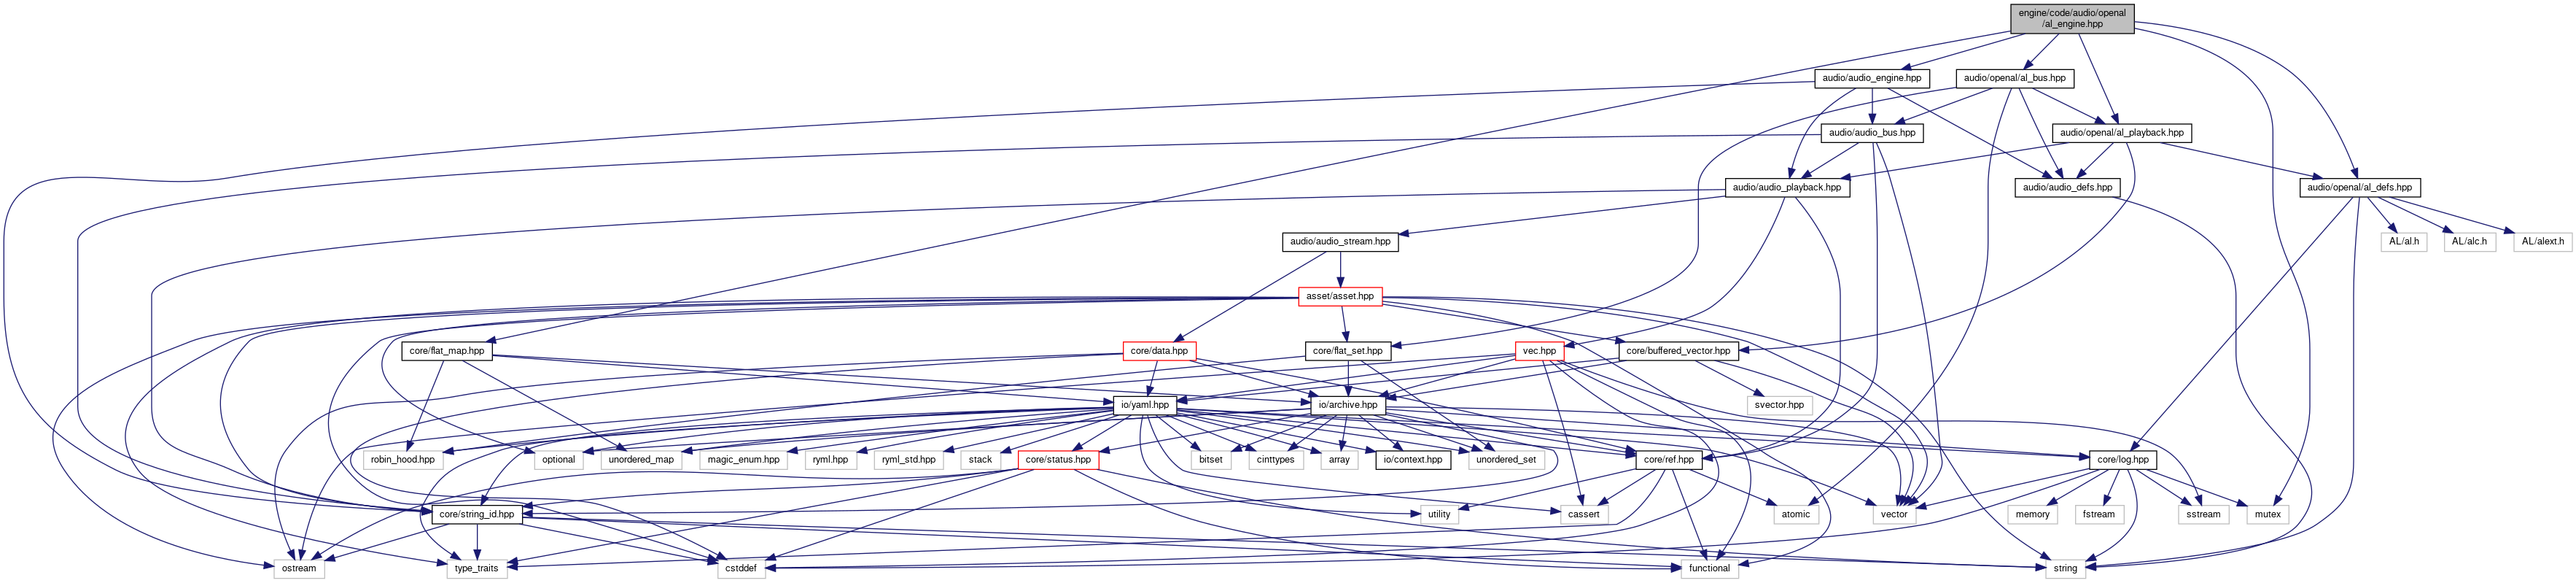 engine/code/audio/openal
/al_engine.hpp
audio/audio_engine.hpp
audio/openal/al_bus.hpp
audio/audio_bus.hpp
audio/openal/al_playback.hpp
audio/audio_playback.hpp
audio/audio_defs.hpp
audio/openal/al_defs.hpp
audio/audio_stream.hpp
AL/al.h
AL/alc.h
AL/alext.h
asset/asset.hpp
core/flat_map.hpp
core/data.hpp
core/flat_set.hpp
vec.hpp
core/buffered_vector.hpp
io/yaml.hpp
io/archive.hpp
svector.hpp
robin_hood.hpp
optional
unordered_map
magic_enum.hpp
ryml.hpp
ryml_std.hpp
stack
core/status.hpp
bitset
cinttypes
array
io/context.hpp
unordered_set
core/ref.hpp
core/log.hpp
core/string_id.hpp
utility
cassert
atomic
vector
memory
fstream
sstream
mutex
ostream
type_traits
cstddef
functional
string